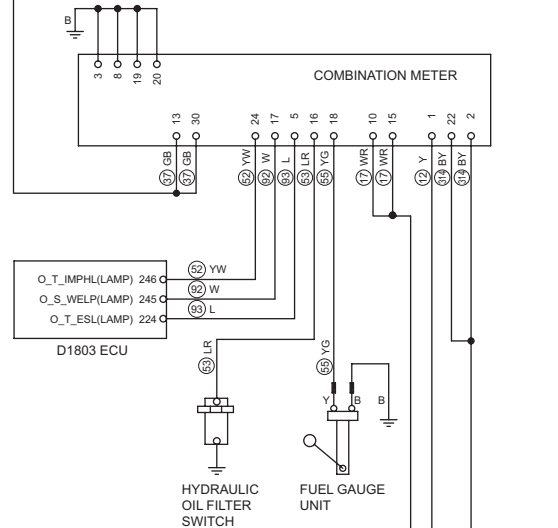 B
3 8 19 20
COMBINATION METER
13 30 24 17 5 16 18 10 15 1 22 2
GB GB YW W L LR YG WR WR Y BY BY
37 37 52 92 93 53 55 17 17 12 314 314
O_T_IMPHL(LAMP) 246 52 YW
O_S_WELP(LAMP) 245 92 W
O_T_ESL(LAMP) 224 93 L
D1803 ECU
53 LR
55 YG
Y B B
HYDRAULIC
OIL FILTER
SWITCH
FUEL GAUGE
UNIT